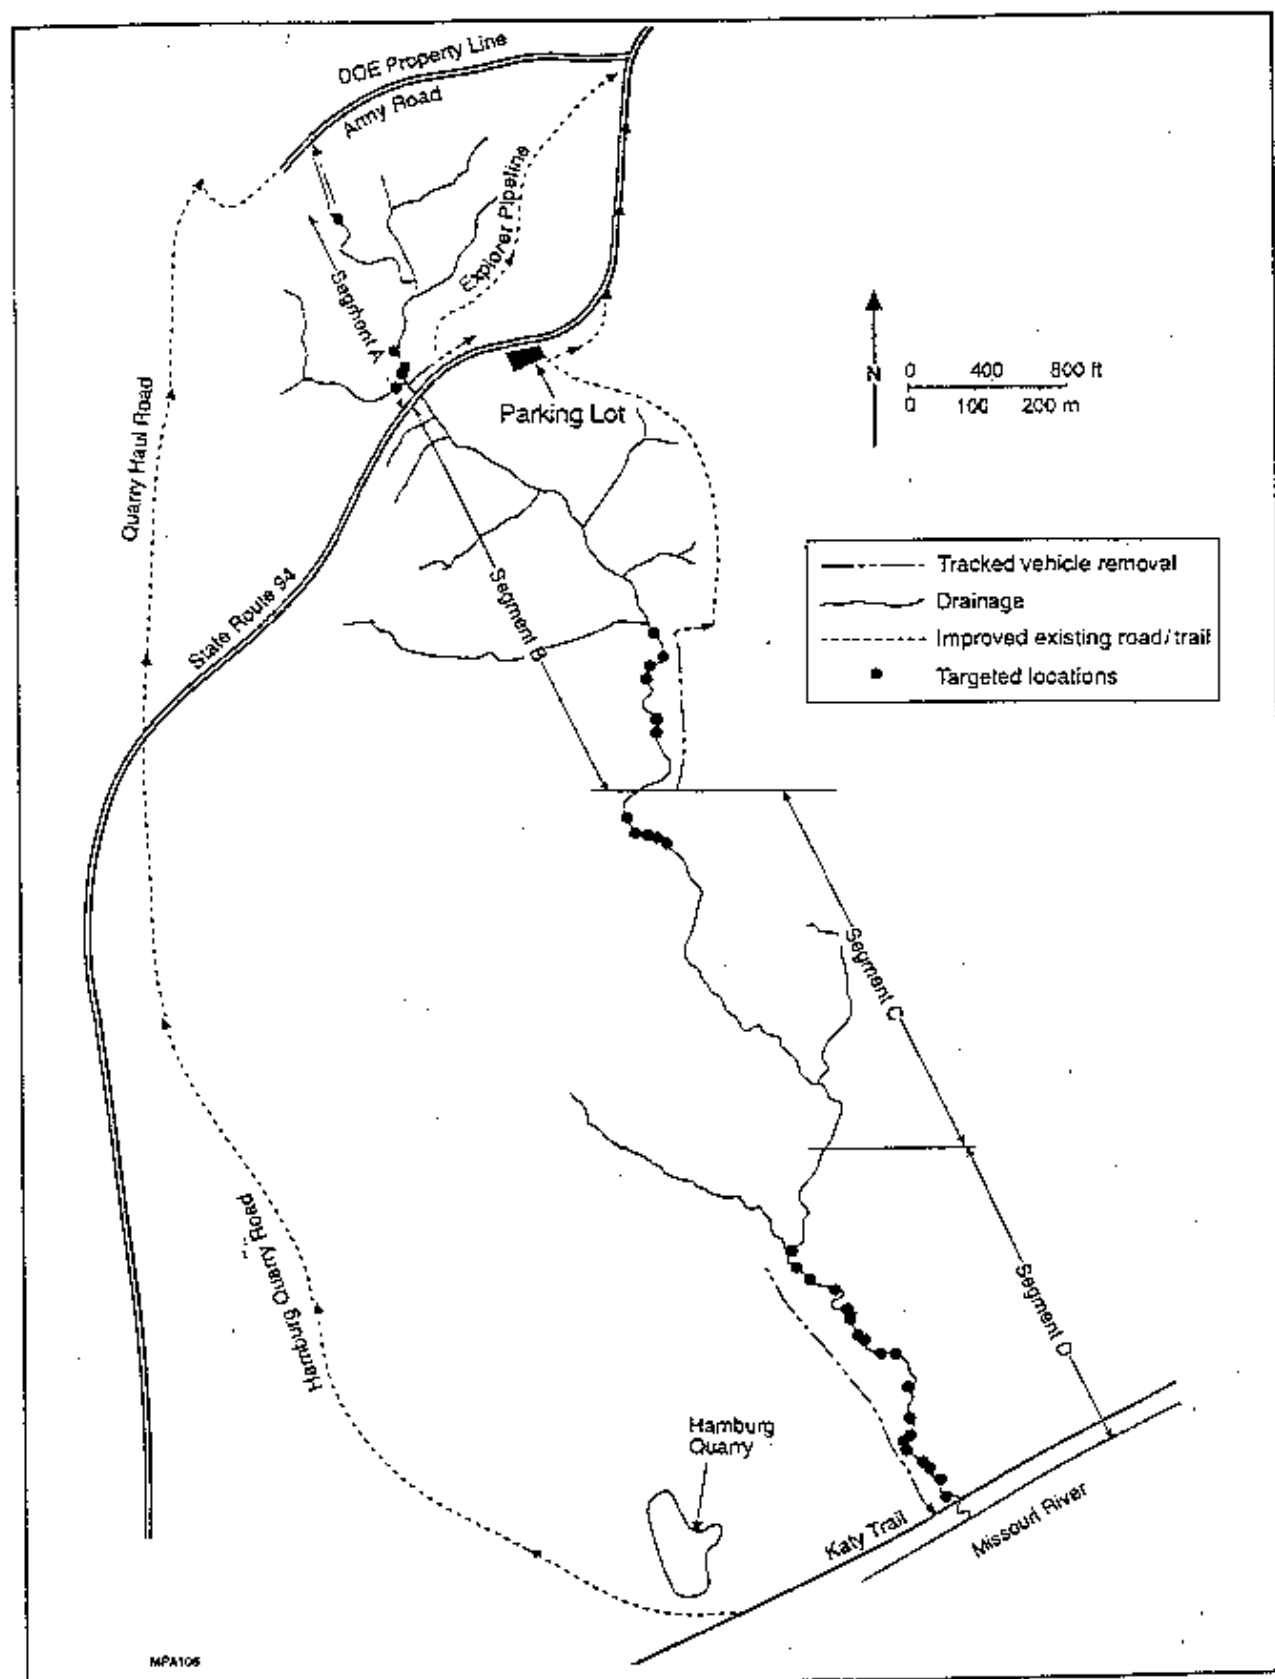 DOE Property Line
Army Road
Explorer Pipeline
Segment A
Quarry Haul Road
Parking Lot
N
0 400 800 ft
0 100 200 m
State Route 94
Segment B
Tracked vehicle removal
Drainage
Improved existing road/trail
Targeted locations
Segment C
Hamburg Quarry Road
Segment D
Hamburg
Quarry
Katy Trail
Missouri River
MPA106